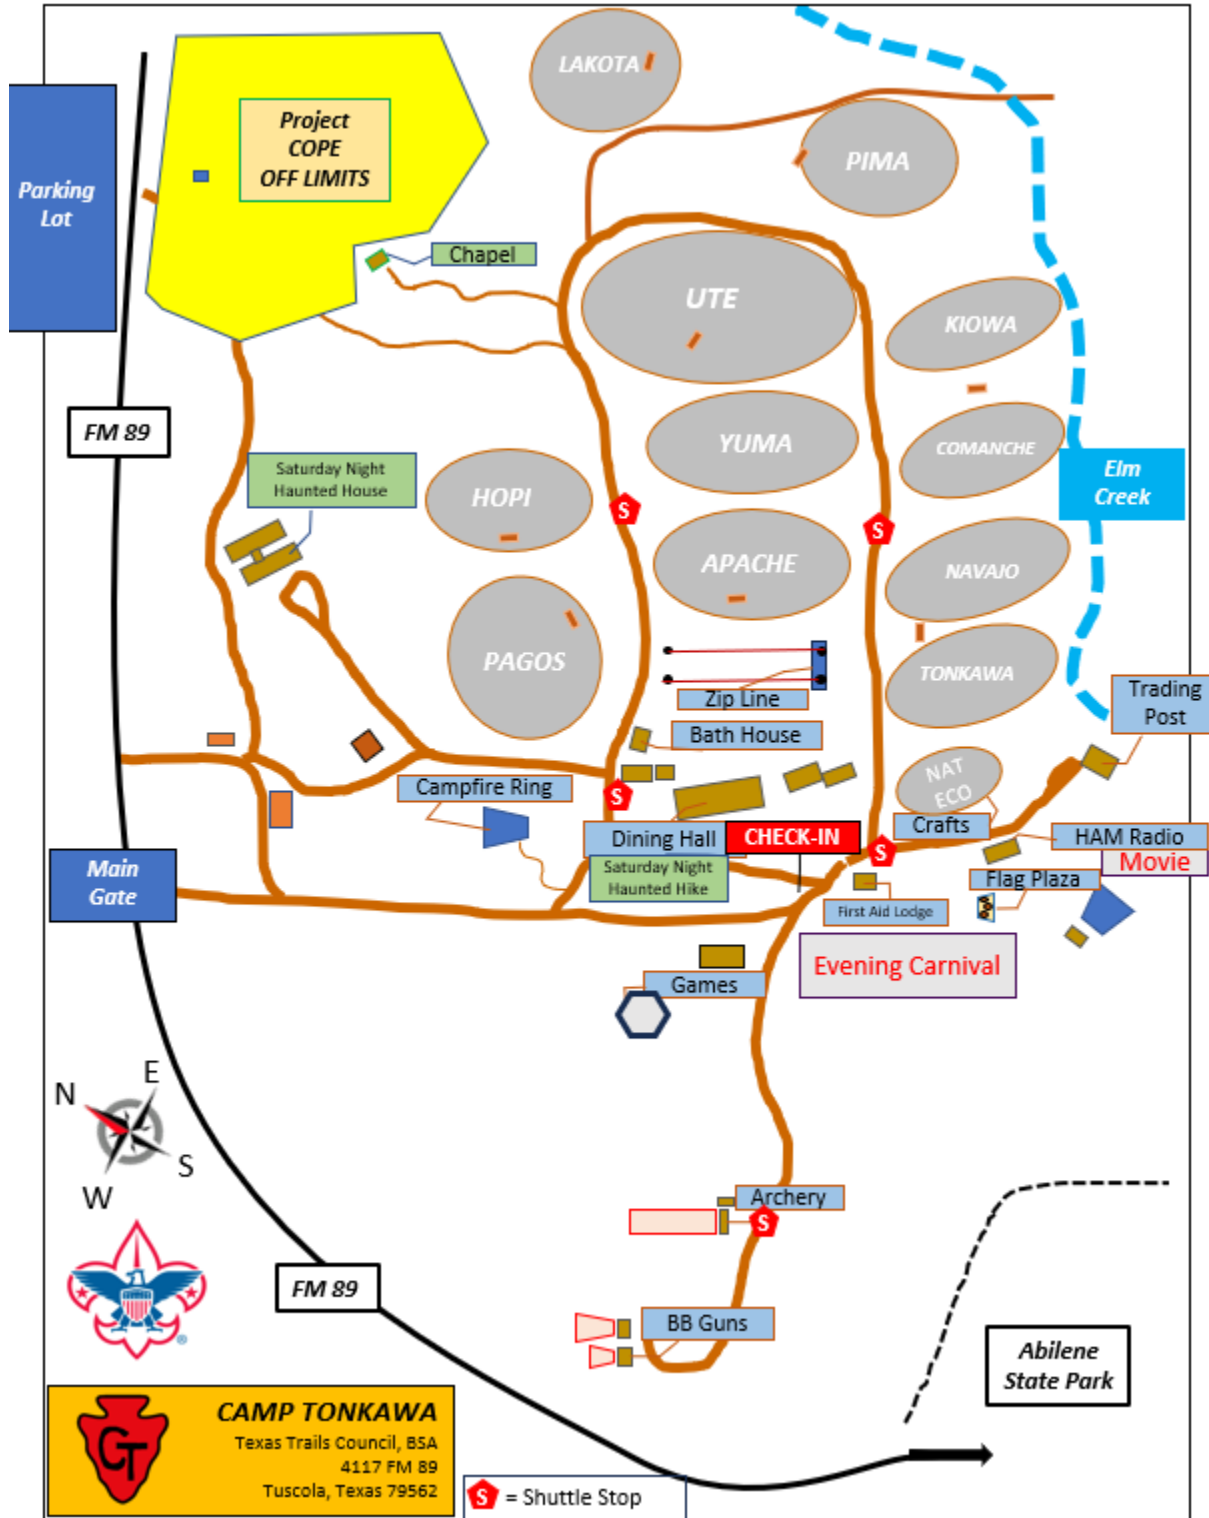 LAKOTA
Project
COPE
OFF LIMITS
PIMA
Parking
Lot
Chapel
UTE
KIOWA
FM 89
YUMA
COMANCHE
Saturday Night
Haunted House
HOPI
Elm
Creek
S
S
APACHE
NAVAJO
PAGOS
TONKAWA
Zip Line
Trading
Post
Bath House
NAT
ECO
Campfire Ring
S
Crafts
Dining Hall
CHECK-IN
HAM Radio
S
Movie
Main
Gate
Saturday Night
Haunted Hike
Flag Plaza
First Aid Lodge
Evening Carnival
Games
E
N
S
W
Archery
S
FM 89
BB Guns
Abilene
State Park
®
CT
CAMP TONKAWA
Texas Trails Council, BSA
4117 FM 89
Tuscola, Texas 79562
S = Shuttle Stop